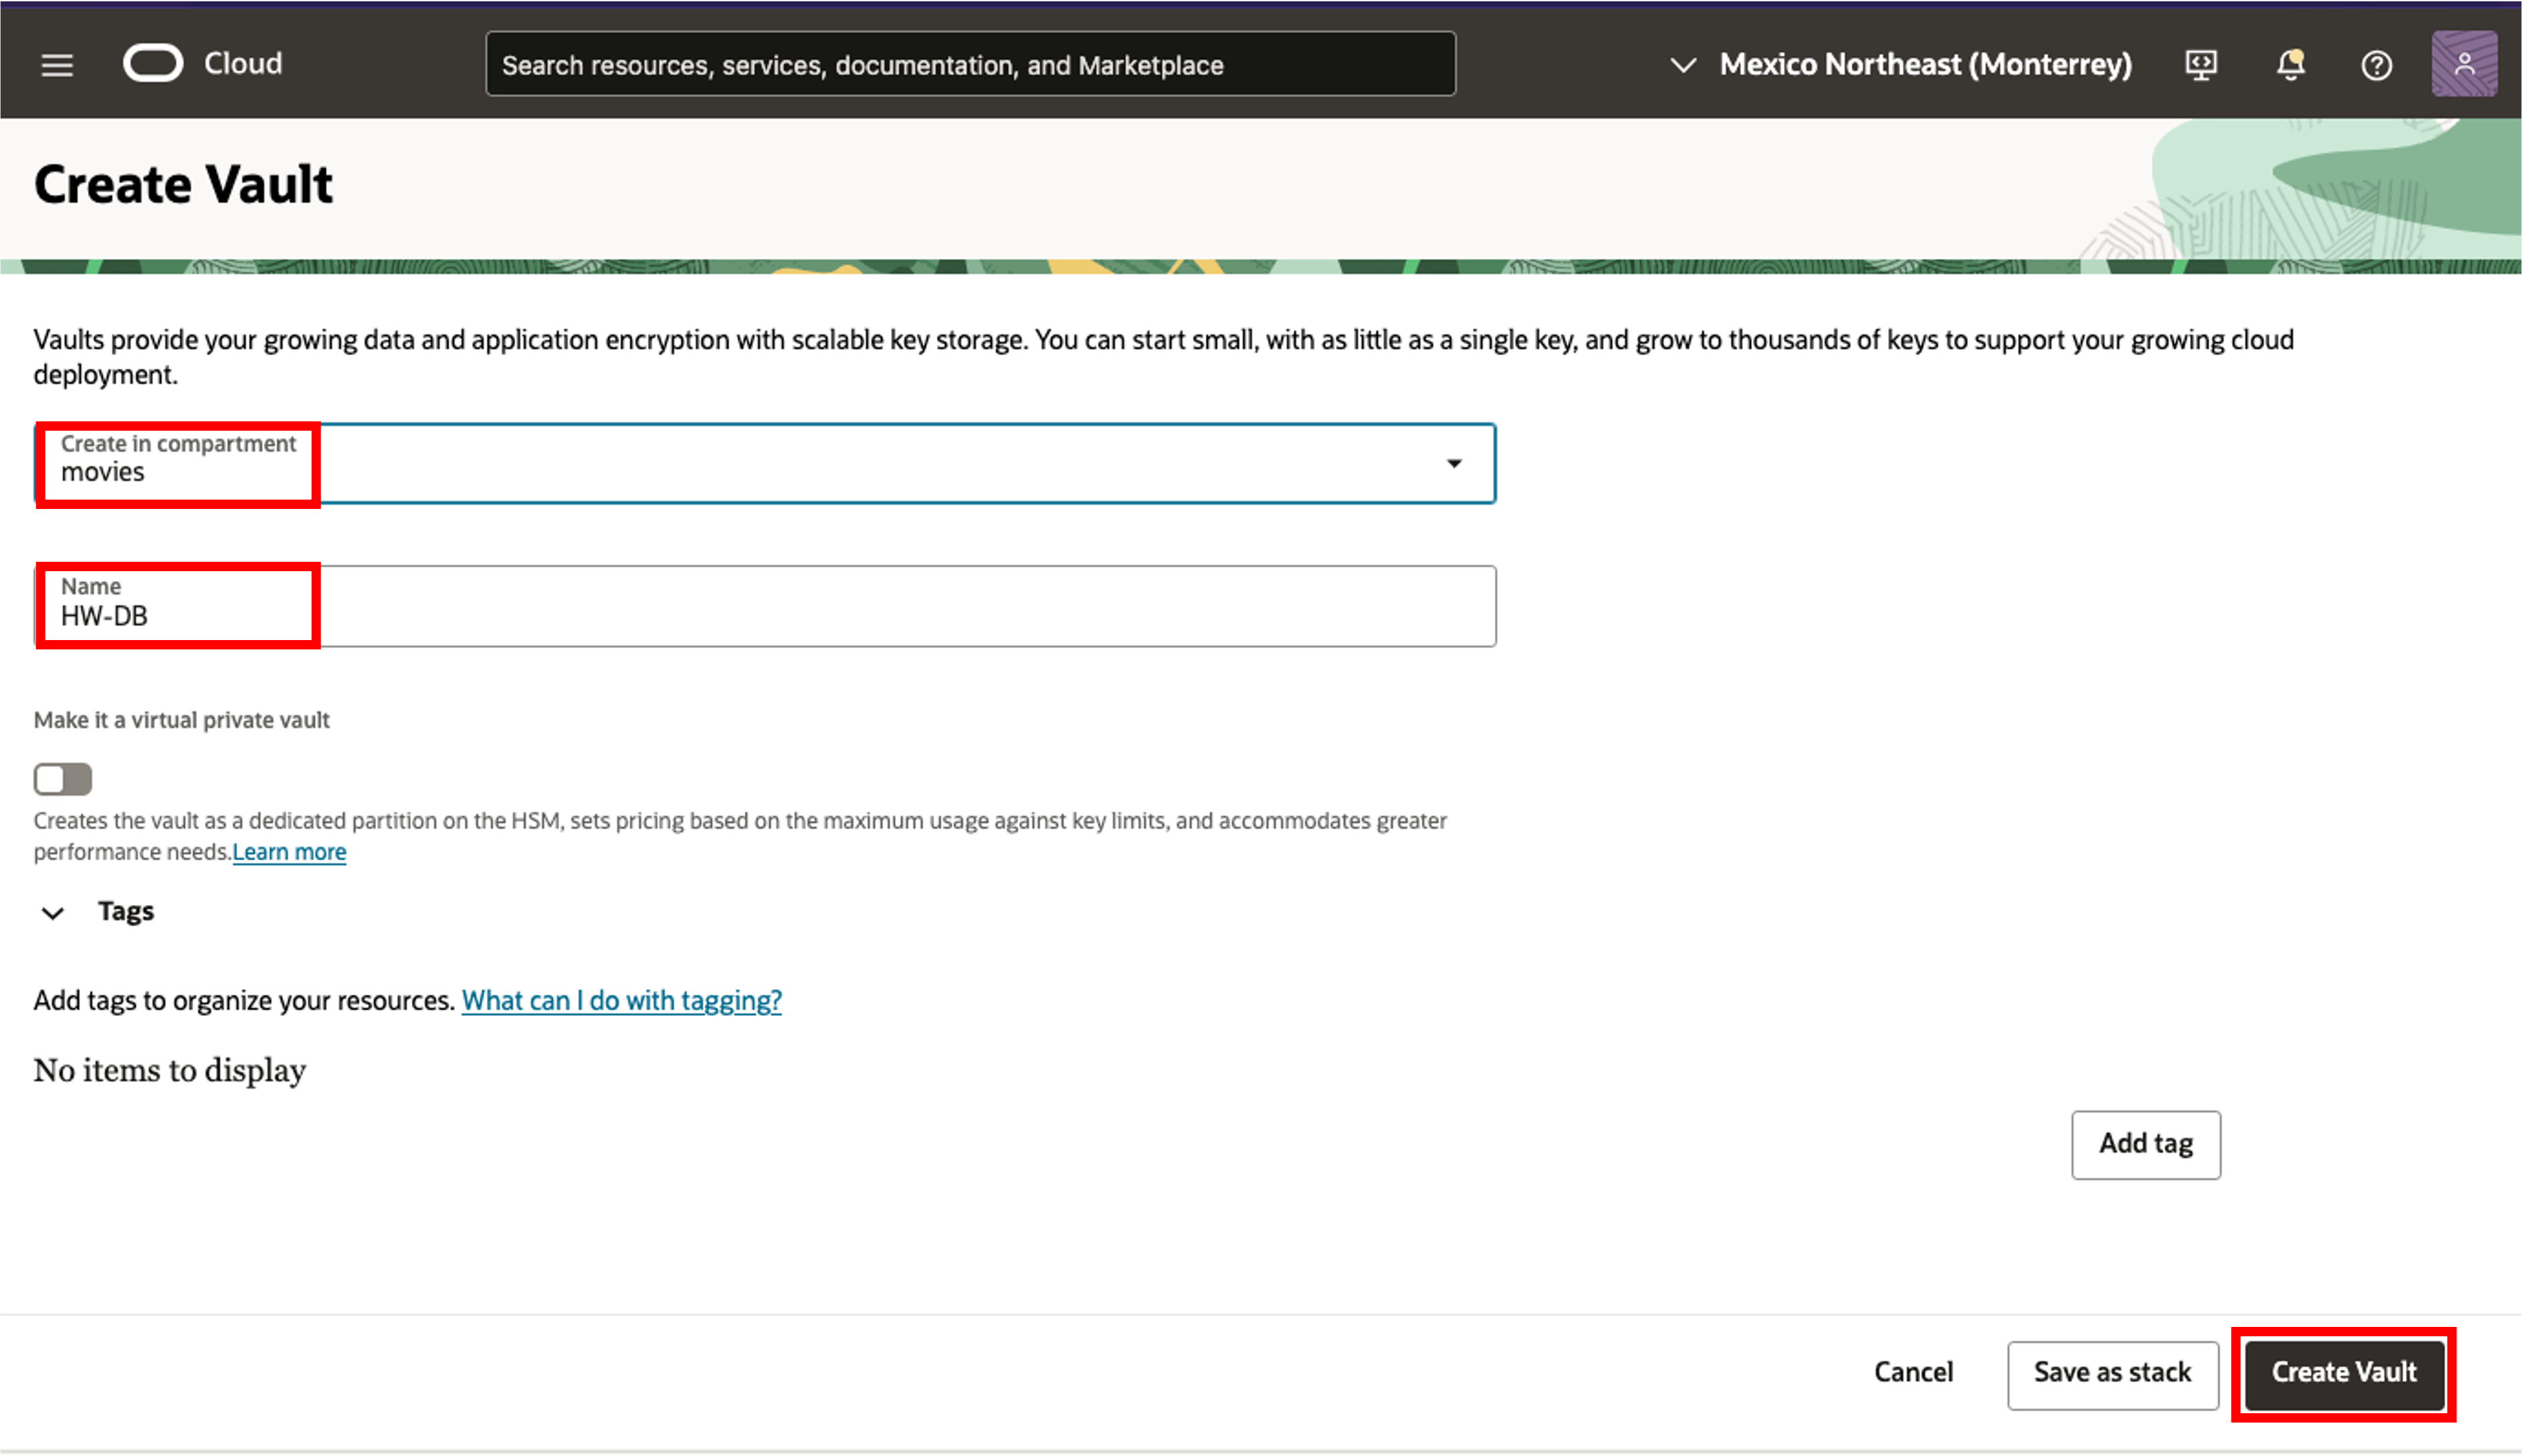 Cloud
Search resources, services, documentation, and Marketplace
Mexico Northeast (Monterrey)
Create Vault
Vaults provide your growing data and application encryption with scalable key storage. You can start small, with as little as a single key, and grow to thousands of keys to support your growing cloud
deployment.
Create in compartment
movies
Name
HW-DB
Make it a virtual private vault
Creates the vault as a dedicated partition on the HSM, sets pricing based on the maximum usage against key limits, and accommodates greater
performance needs.Learn more
Tags
Add tags to organize your resources. What can I do with tagging?
No items to display
Add tag
Cancel
Save as stack
Create Vault